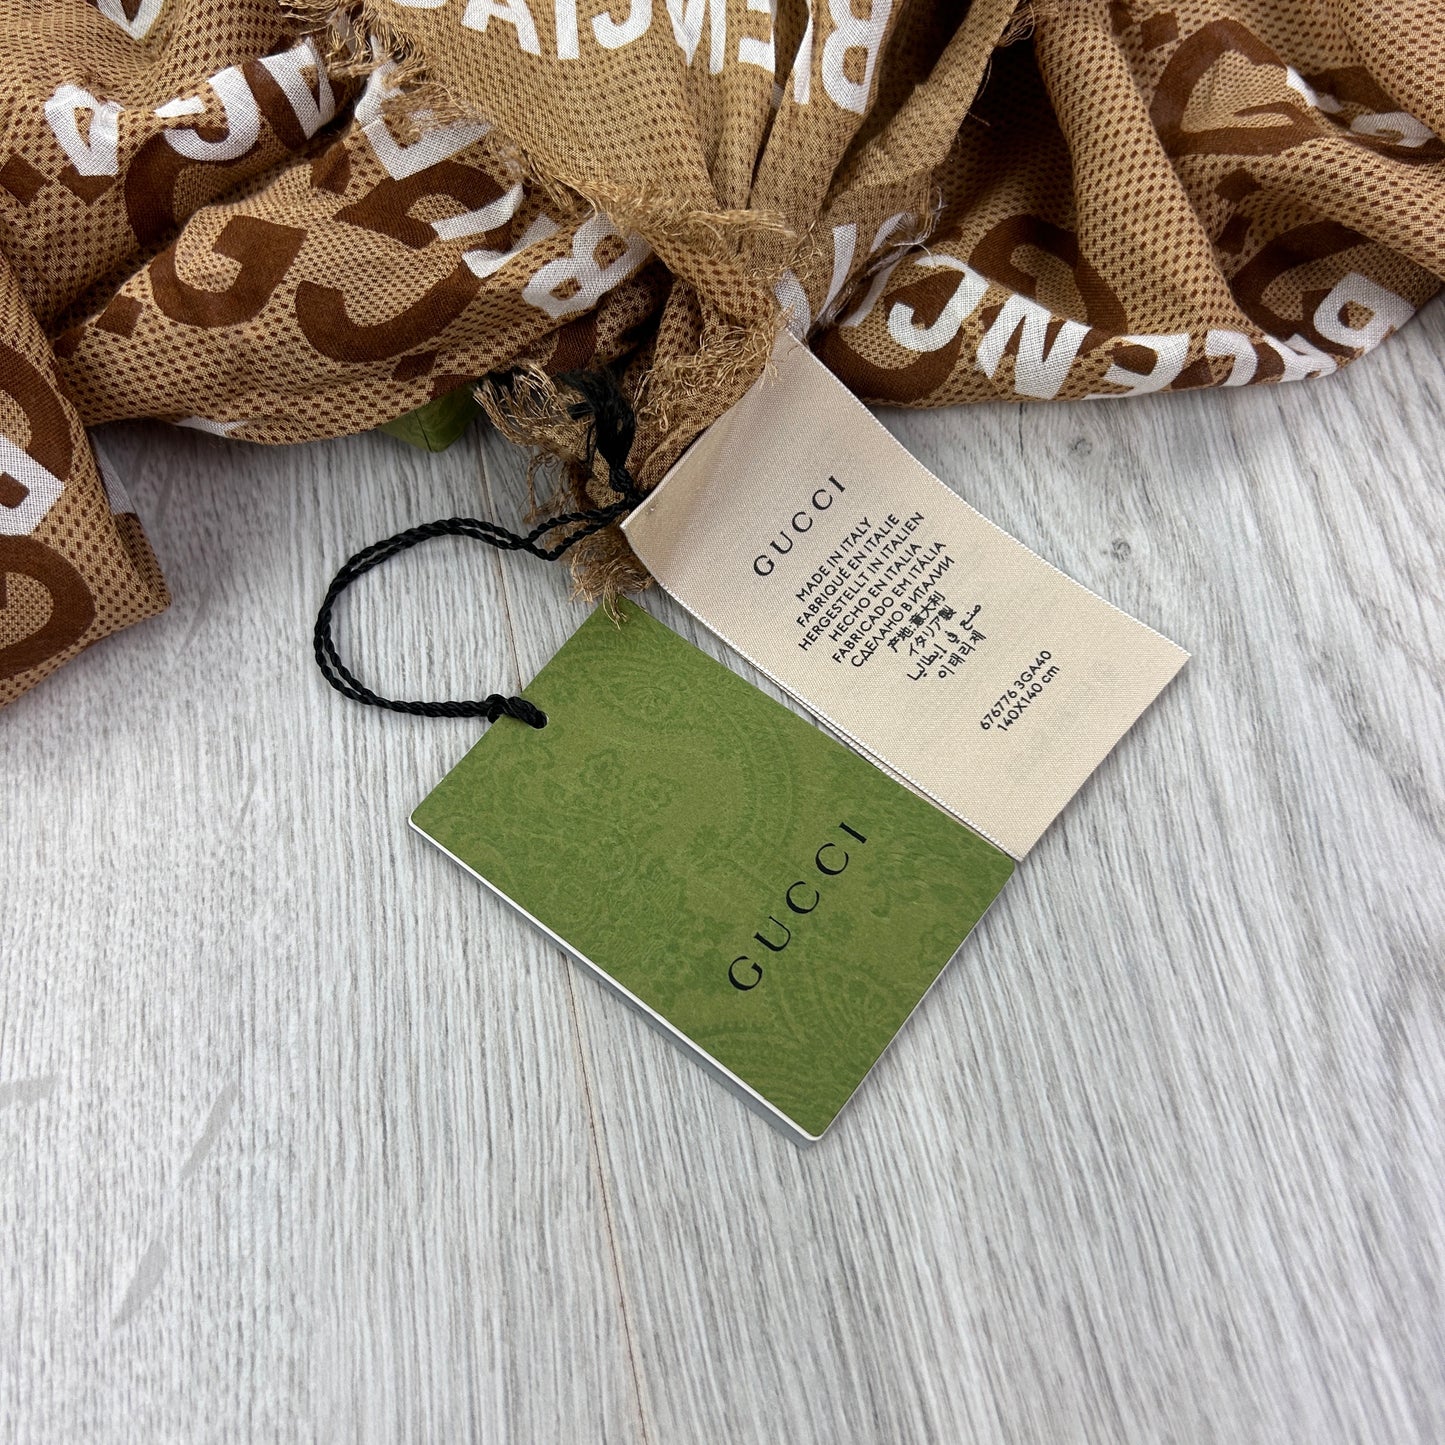 GUCCI
MADE IN ITALY
FABRIQUÉ EN ITALIE
HERGESTELLT IN ITALIEN
HECHO EN ITALIA
FABRICADO EM ITÁLIA
СДЕЛАНО В ИТАЛИИ
产地:意大利
イタリア製
صنع في إيطاليا
이태리제
676776 3GA40
140X140 cm
GUCCI